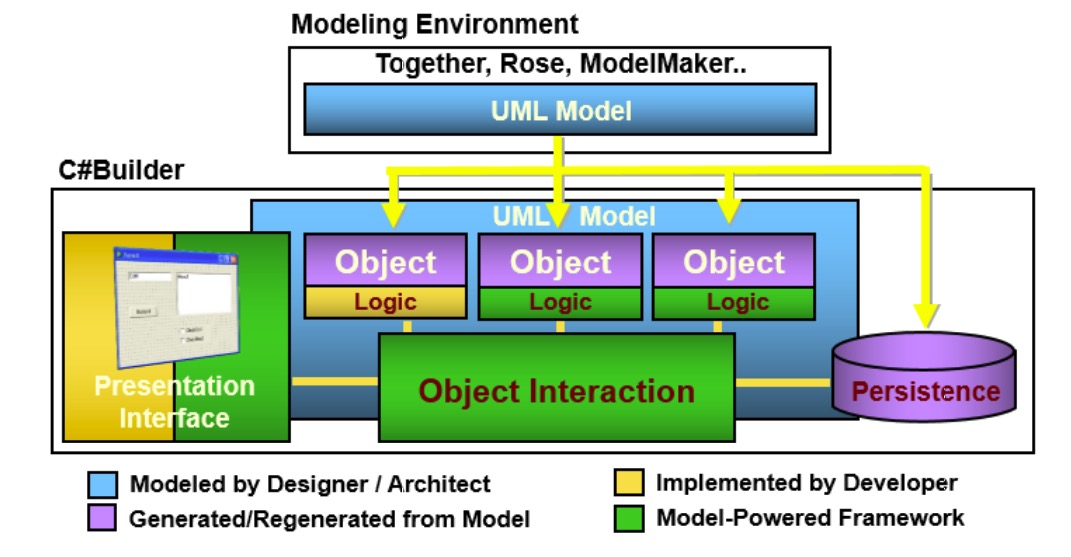 Modeling Environment
Together, Rose, ModelMaker..
UML Model
C#Builder
UML Model
Object Object Object
Logic Logic Logic
Presentation
Interface
Object Interaction
Persistence
Modeled by Designer / Architect
Implemented by Developer
Generated/Regenerated from Model
Model-Powered Framework